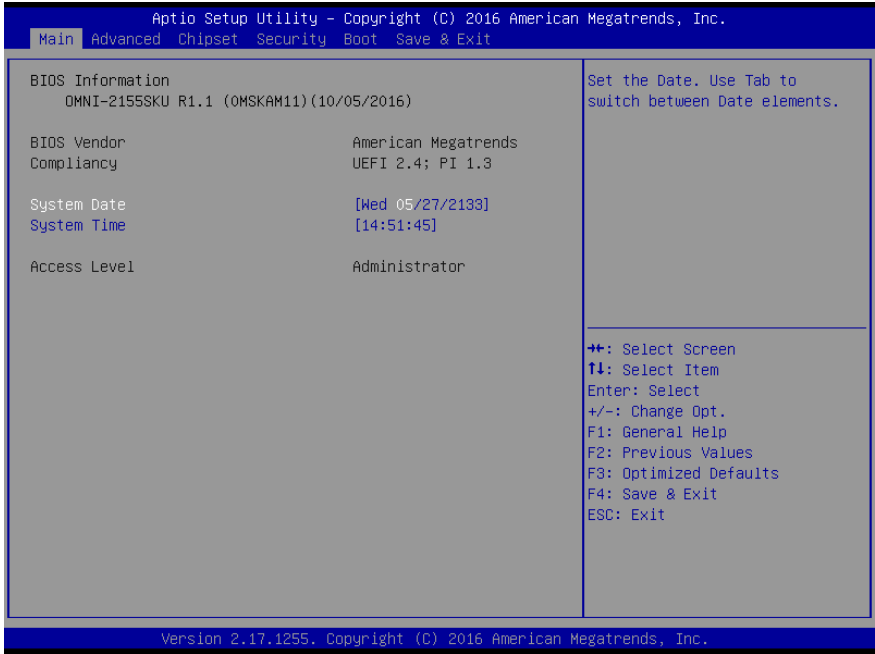 Aptio Setup Utility – Copyright (C) 2016 American Megatrends, Inc.
Main Advanced Chipset Security Boot Save & Exit
BIOS Information
OMNI-2155SKU R1.1 (OMSKAM11)(10/05/2016)
BIOS Vendor American Megatrends
Compliancy UEFI 2.4; PI 1.3
System Date [Wed 05/27/2133]
System Time [14:51:45]
Access Level Administrator
Set the Date. Use Tab to
switch between Date elements.
→←: Select Screen
↑↓: Select Item
Enter: Select
+/-: Change Opt.
F1: General Help
F2: Previous Values
F3: Optimized Defaults
F4: Save & Exit
ESC: Exit
Version 2.17.1255. Copyright (C) 2016 American Megatrends, Inc.